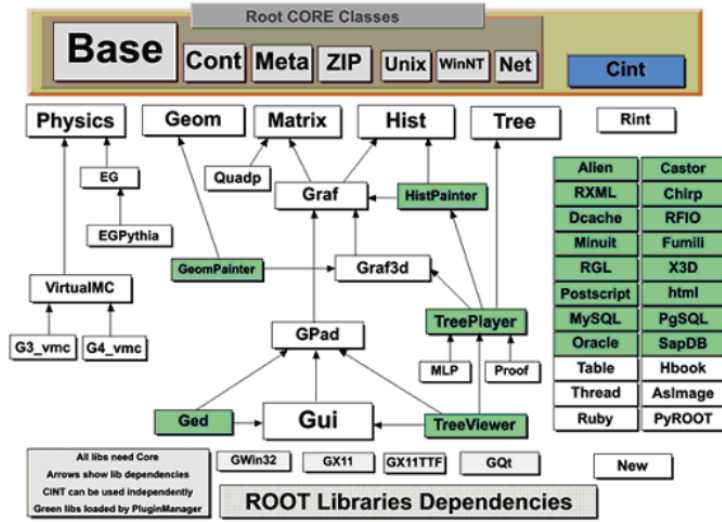 Root CORE Classes
Base
Cont
Meta
ZIP
Unix
WinNT
Net
Cint
Physics
Geom
Matrix
Hist
Tree
Rint
EG
Quadp
Graf
HistPainter
EGPythia
GeomPainter
Graf3d
VirtualMC
G3_vmc
G4_vmc
GPad
TreePlayer
MLP
Proof
Ged
Gui
TreeViewer
Alien
Castor
RXML
Chirp
Dcache
RFIO
Minuit
Fumili
RGL
X3D
Postscript
html
MySQL
PgSQL
Oracle
SapDB
Table
Hbook
Thread
AsImage
Ruby
PyROOT
GWin32
GX11
GX11TTF
GQt
New
All libs need Core
Arrows show lib dependencies
CINT can be used independently
Green libs loaded by PluginManager
ROOT Libraries Dependencies